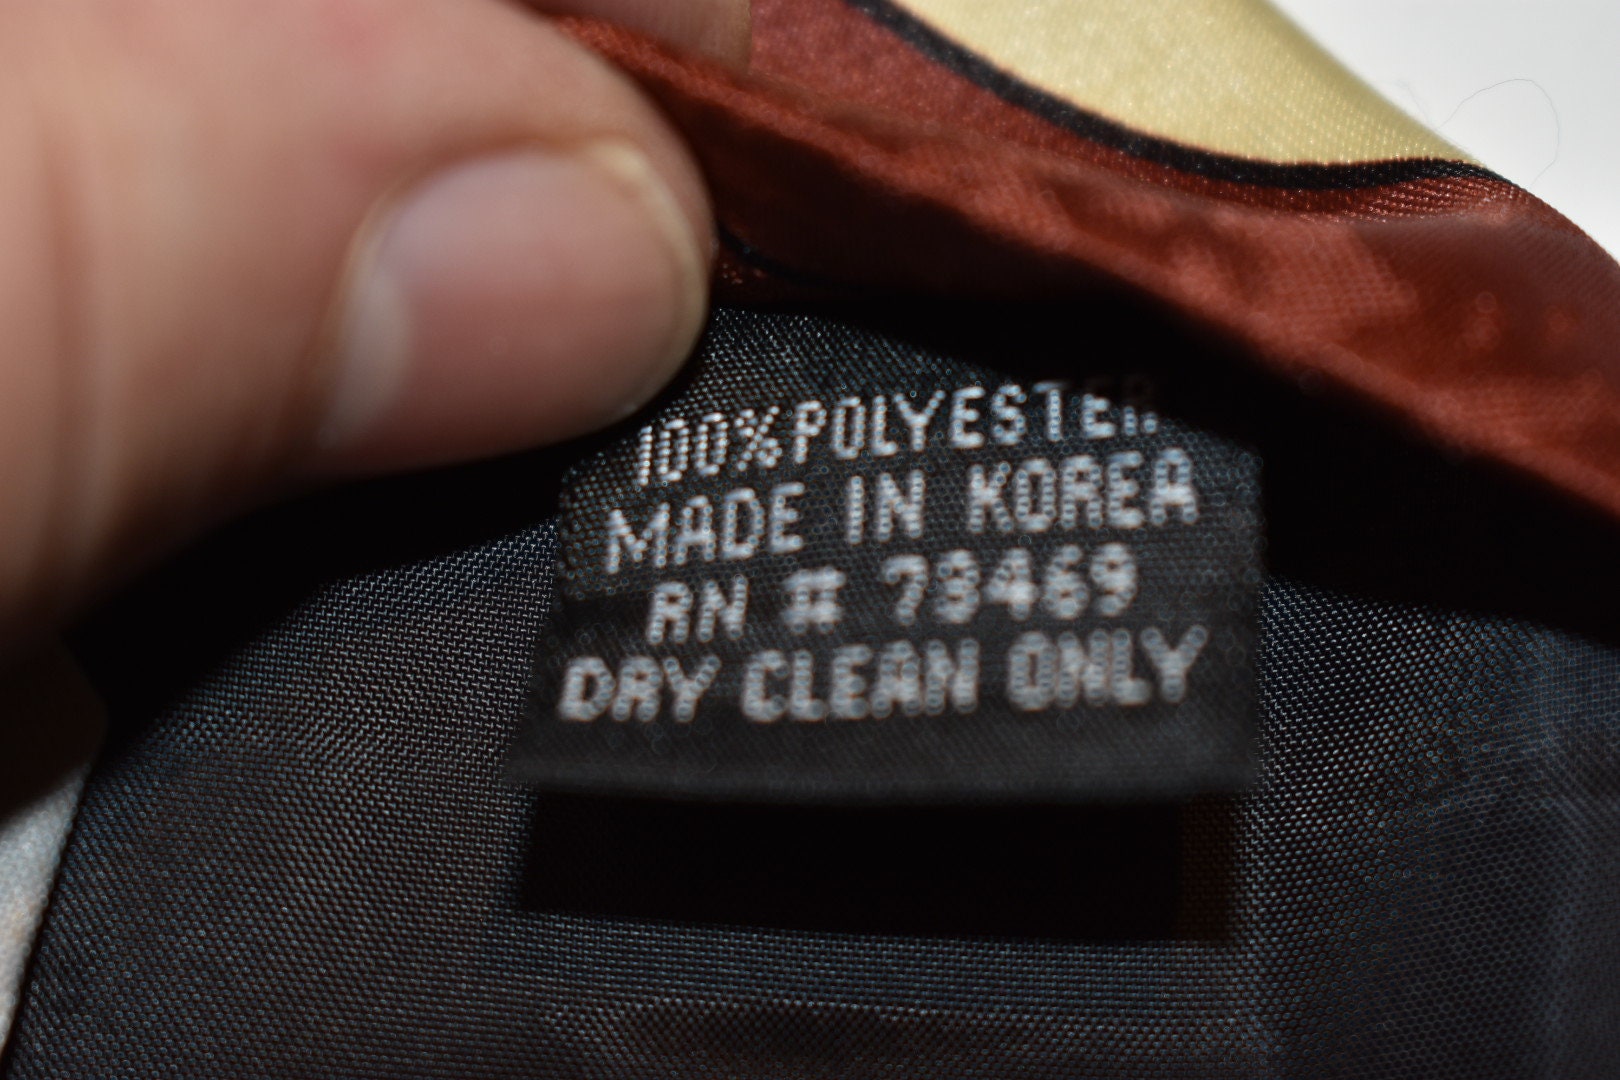 100% POLYESTER
MADE IN KOREA
RN # 73469
DRY CLEAN ONLY